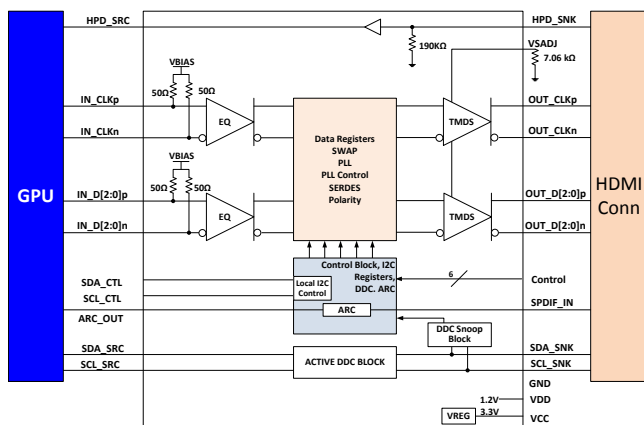 HPD_SRC
HPD_SNK
190KΩ
VSADJ
7.06 kΩ
VBIAS
50Ω
50Ω
IN_CLKp
IN_CLKn
EQ
TMDS
OUT_CLKp
OUT_CLKn
Data Registers
SWAP
PLL
PLL Control
SERDES
Polarity
VBIAS
50Ω
50Ω
GPU
IN_D[2:0]p
IN_D[2:0]n
EQ
TMDS
OUT_D[2:0]p
OUT_D[2:0]n
HDMI
Conn
Control Block, I2C
Registers,
DDC. ARC
Local I2C
Control
SDA_CTL
SCL_CTL
6
Control
ARC_OUT
ARC
SPDIF_IN
DDC Snoop
Block
SDA_SRC
SCL_SRC
ACTIVE DDC BLOCK
SDA_SNK
SCL_SNK
GND
1.2V
VDD
VREG
3.3V
VCC